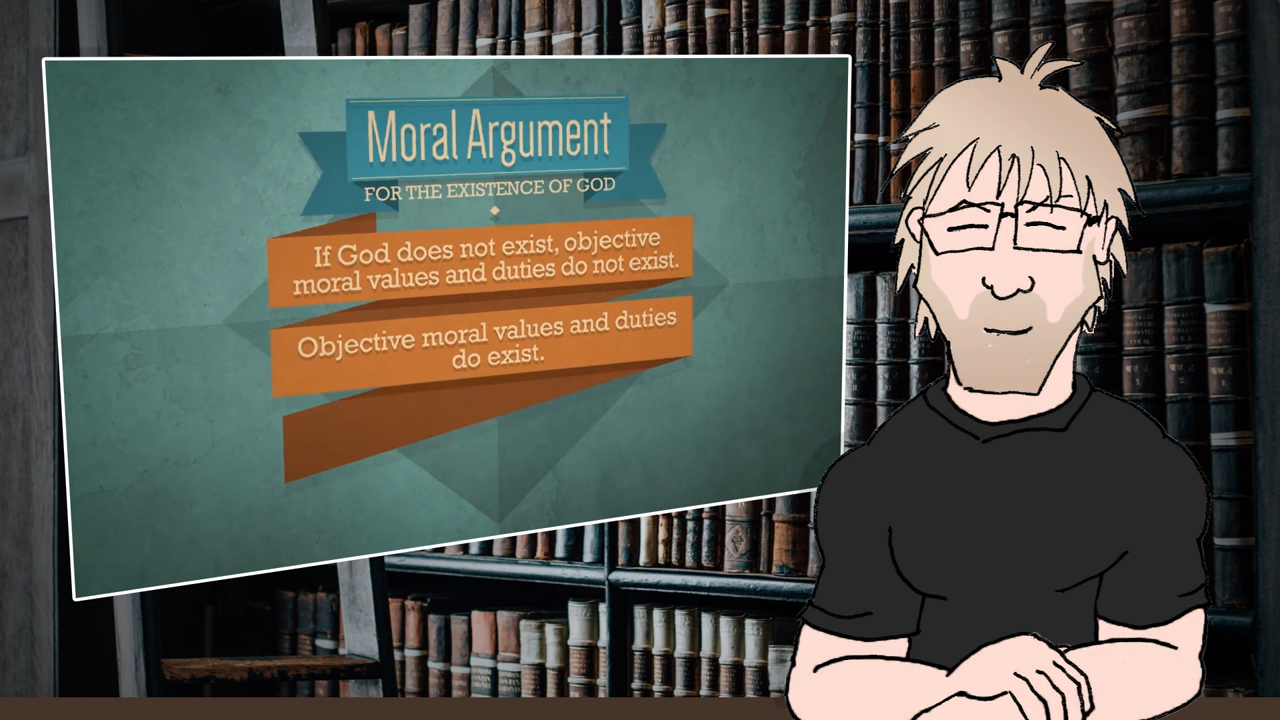 Moral Argument
FOR THE EXISTENCE OF GOD
If God does not exist, objective
moral values and duties do not exist.
Objective moral values and duties
do exist.